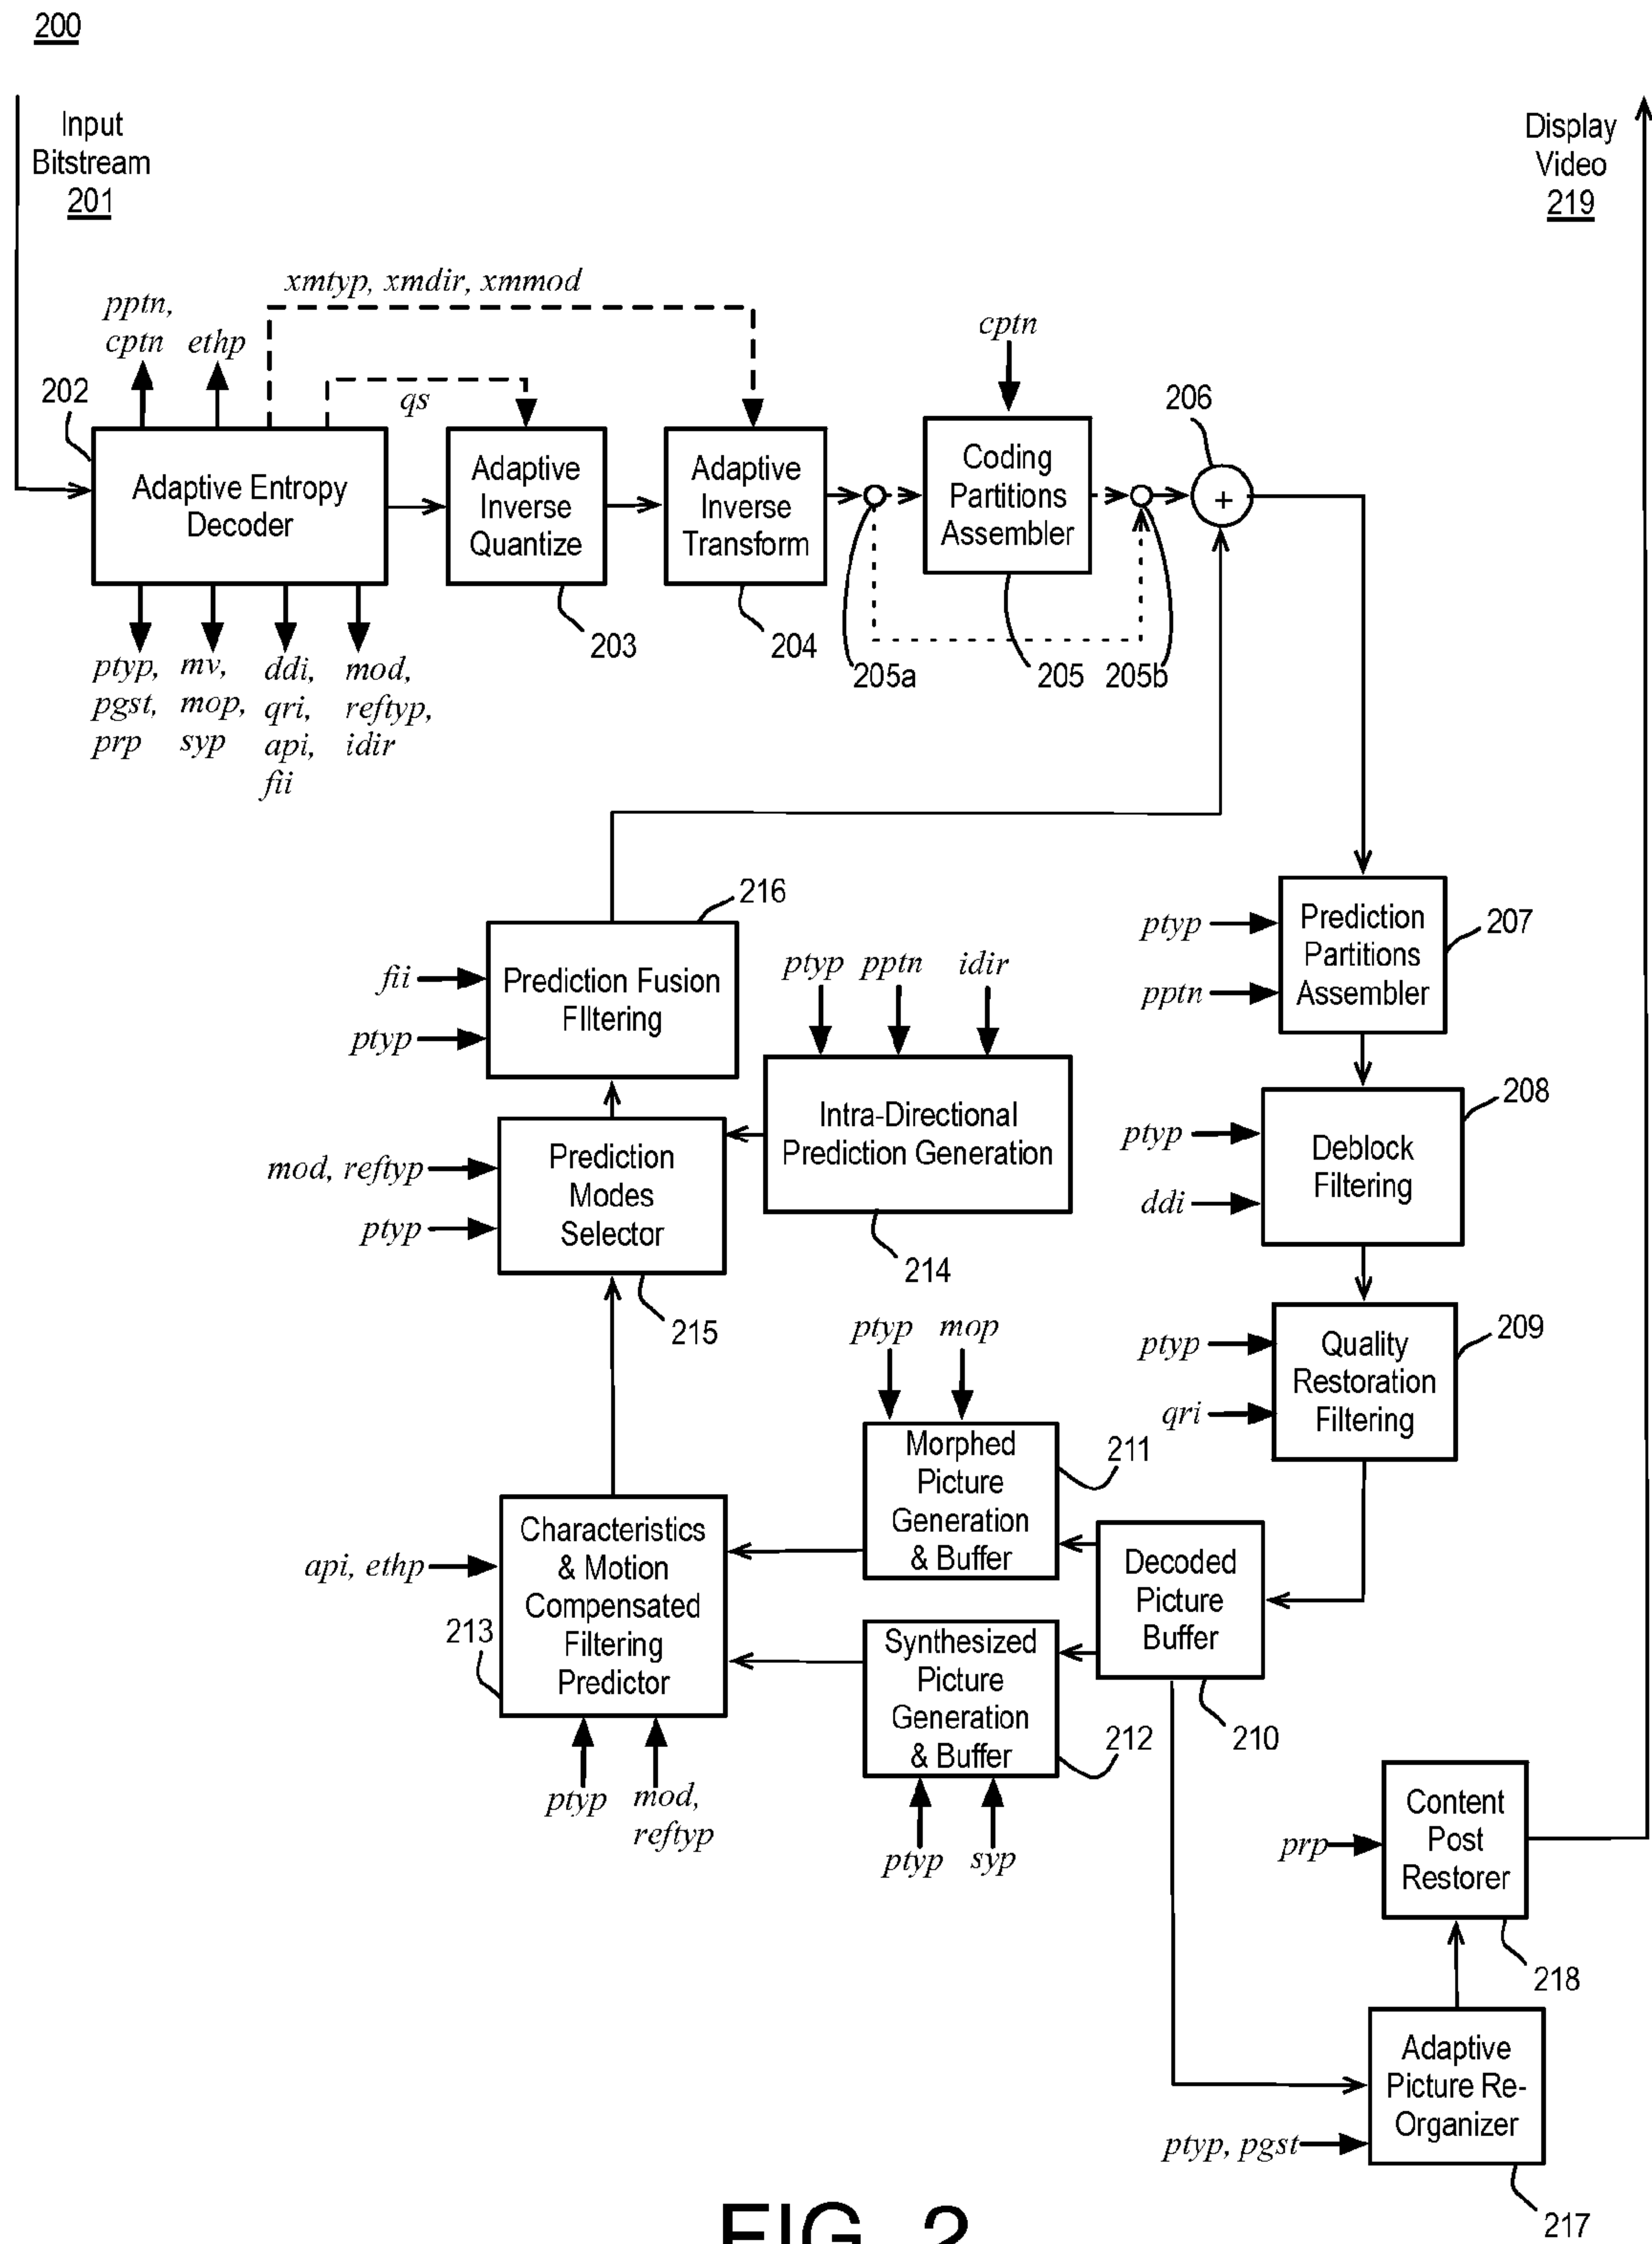 200
Input
Bitstream
201
Display
Video
219
xmtyp, xmdir, xmmod
pptn,
cptn
ethp
qs
cptn
202
206
Adaptive Entropy
Decoder
Adaptive
Inverse
Quantize
Adaptive
Inverse
Transform
Coding
Partitions
Assembler
+
203
204
205a
205
205b
ptyp,
pgst,
prp
mv,
mop,
syp
ddi,
qri,
api,
fii
mod,
reftyp,
idir
216
fii
ptyp
Prediction Fusion
FIltering
ptyp
pptn
idir
ptyp
pptn
Prediction
Partitions
Assembler
207
mod, reftyp
ptyp
Prediction
Modes
Selector
215
Intra-Directional
Prediction Generation
214
ptyp
ddi
Deblock
Filtering
208
ptyp
qri
Quality
Restoration
Filtering
209
ptyp
mop
Morphed
Picture
Generation
& Buffer
211
api, ethp
213
Characteristics
& Motion
Compensated
Filtering
Predictor
ptyp
mod,
reftyp
Synthesized
Picture
Generation
& Buffer
212
ptyp
syp
Decoded
Picture
Buffer
210
prp
Content
Post
Restorer
218
ptyp, pgst
Adaptive
Picture Re-
Organizer
217
FIG. 2